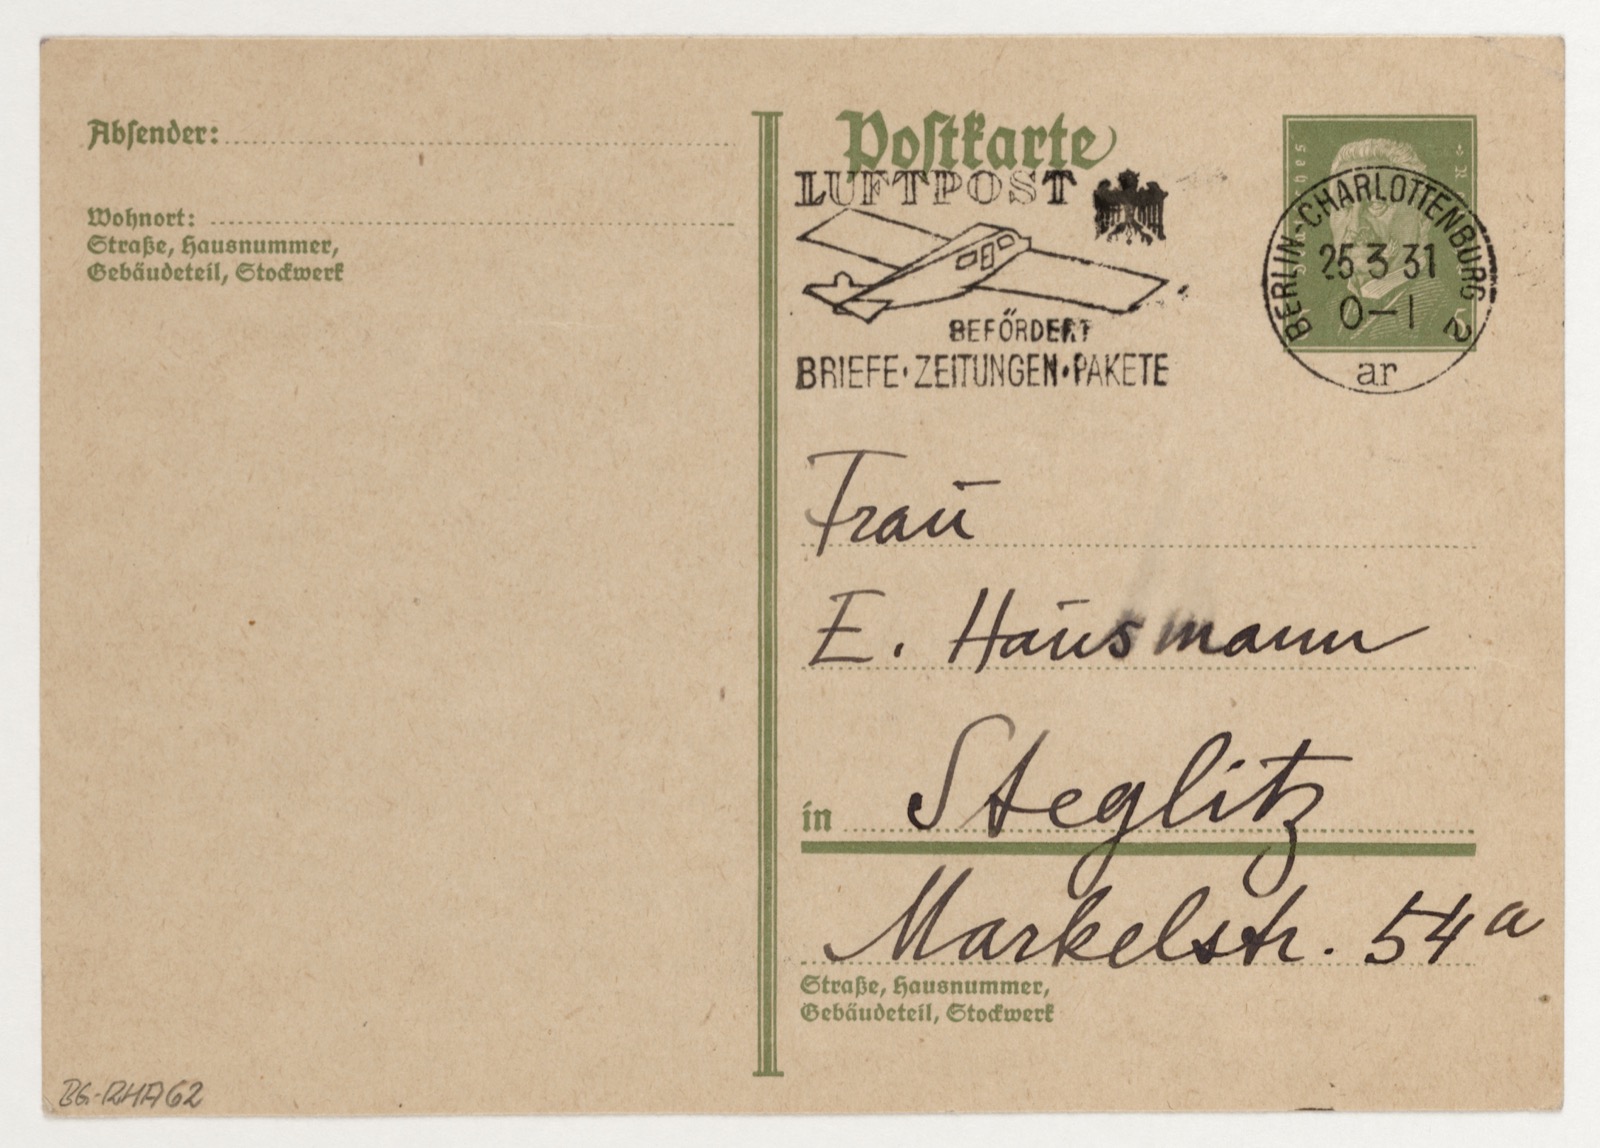 Absender:
Wohnort:
Straße, Hausnummer,
Gebäudeteil, Stockwerk
Postkarte
LUFTPOST
BEFÖRDERT
BRIEFE · ZEITUNGEN · PAKETE
BERLIN-CHARLOTTENBURG 2
25 3 31
0-1
ar
Frau
E. Hausmann
in Steglitz
Markelstr. 54a
Straße, Hausnummer,
Gebäudeteil, Stockwerk
BG-RHA62